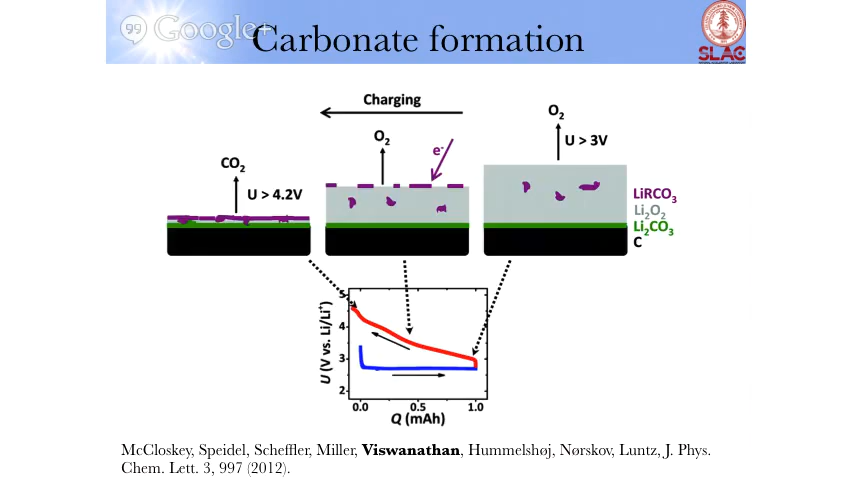 Google+
Carbonate formation
SLAC
Charging
O2
O2
U > 3V
e-
CO2
U > 4.2V
LiRCO3
Li2O2
Li2CO3
C
5
4
3
2
U (V vs. Li/Li+)
0.0 0.5 1.0
Q (mAh)
McCloskey, Speidel, Scheffler, Miller, Viswanathan, Hummelshøj, Nørskov, Luntz, J. Phys.
Chem. Lett. 3, 997 (2012).